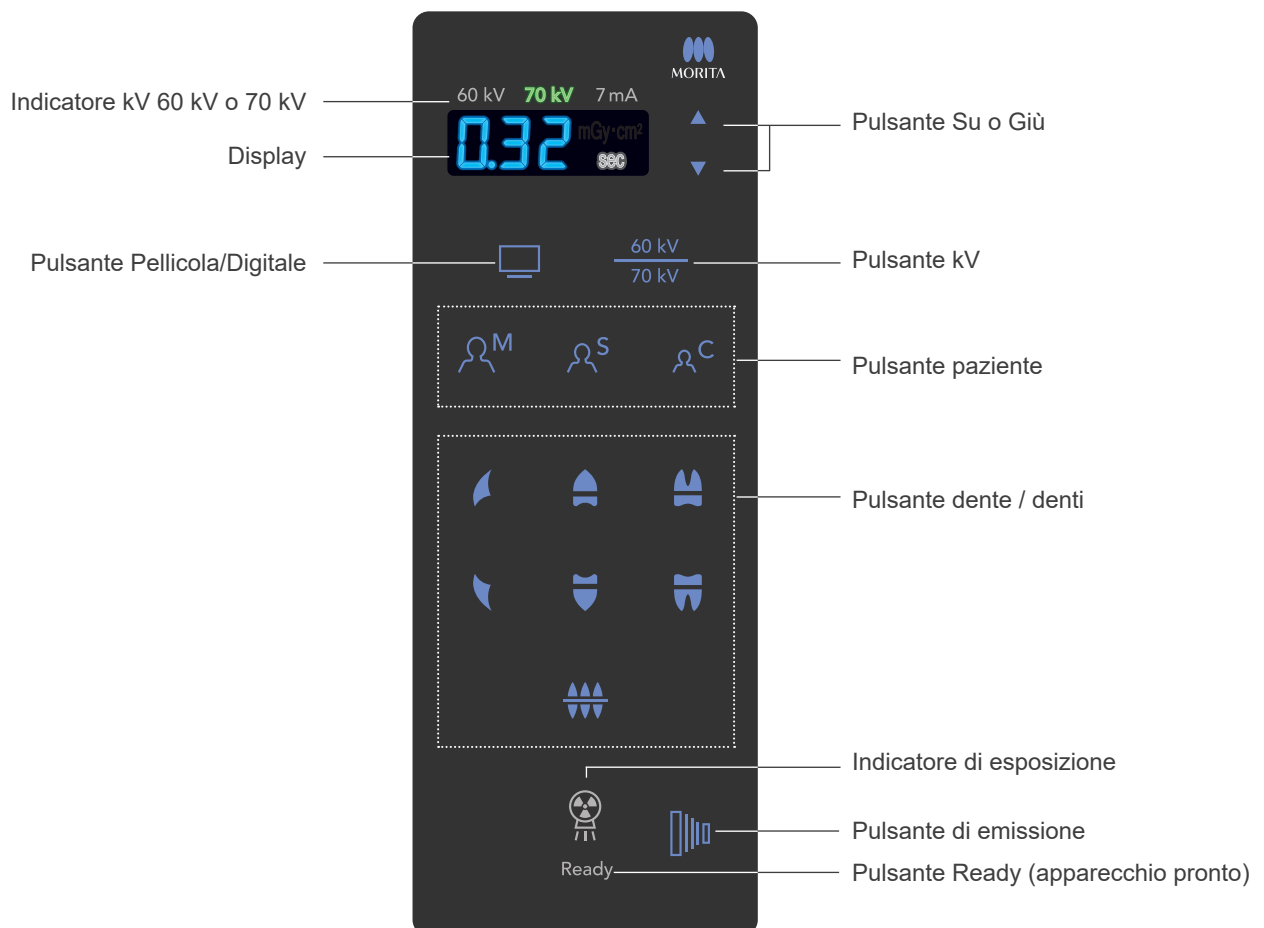 MORITA
Indicatore kV 60 kV o 70 kV
60 kV 70 kV 7 mA
Pulsante Su o Giù
0.32 mGy·cm²
sec
Display
Pulsante Pellicola/Digitale
60 kV
70 kV
Pulsante kV
M S C
Pulsante paziente
Pulsante dente / denti
Indicatore di esposizione
Pulsante di emissione
Ready
Pulsante Ready (apparecchio pronto)